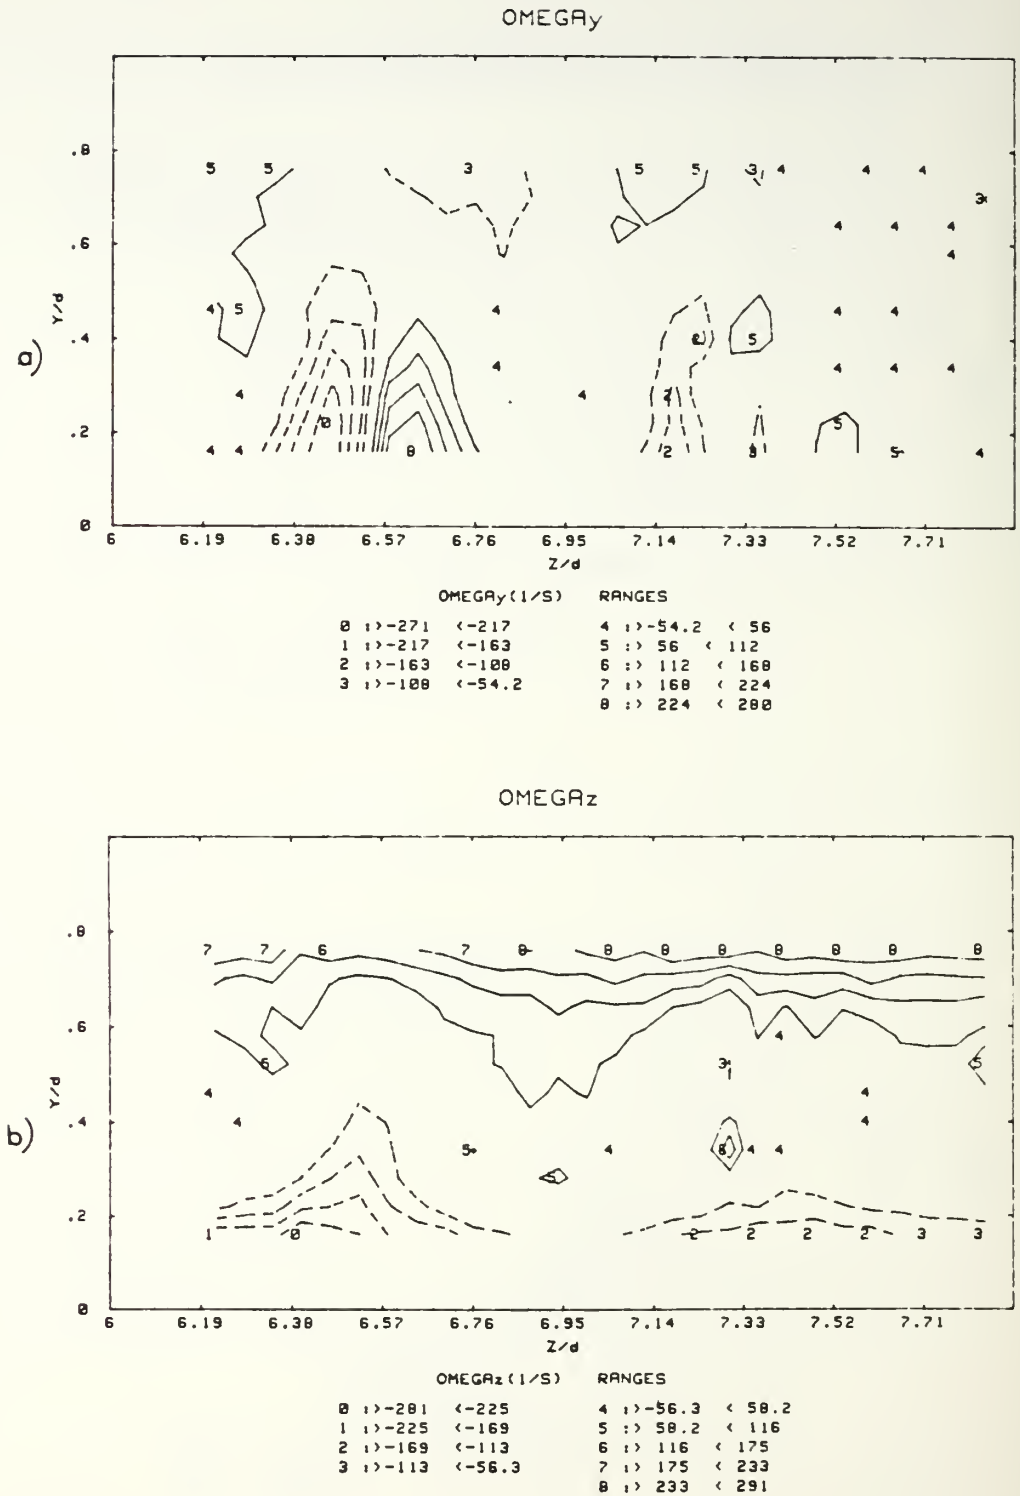 OMEGAy
.8
5 5 3 5 5 3 4 4 4 4
3
4 4 4
.6
4
Y/d
4 5 4 4 4
a)
.4
5
4 4 4 4
4 4 2
.2
0 5
4 4 8 2 3 5 4
0
6 6.19 6.38 6.57 6.76 6.95 7.14 7.33 7.52 7.71
Z/d
OMEGAy(1/S) RANGES
0 :>-271 <-217 4 :>-54.2 < 56
1 :>-217 <-163 5 :> 56 < 112
2 :>-163 <-108 6 :> 112 < 168
3 :>-108 <-54.2 7 :> 168 < 224
8 :> 224 < 280
OMEGAz
.8
7 7 6 7 8 8 8 8 8 8 8 8
.6
4
5 3 5
Y/d
4 4
b)
.4
4 4
5 4 4 4
5
.2
1 0 2 2 2 2 3 3
0
6 6.19 6.38 6.57 6.76 6.95 7.14 7.33 7.52 7.71
Z/d
OMEGAz(1/S) RANGES
0 :>-281 <-225 4 :>-56.3 < 58.2
1 :>-225 <-169 5 :> 58.2 < 116
2 :>-169 <-113 6 :> 116 < 175
3 :>-113 <-56.3 7 :> 175 < 233
8 :> 233 < 291